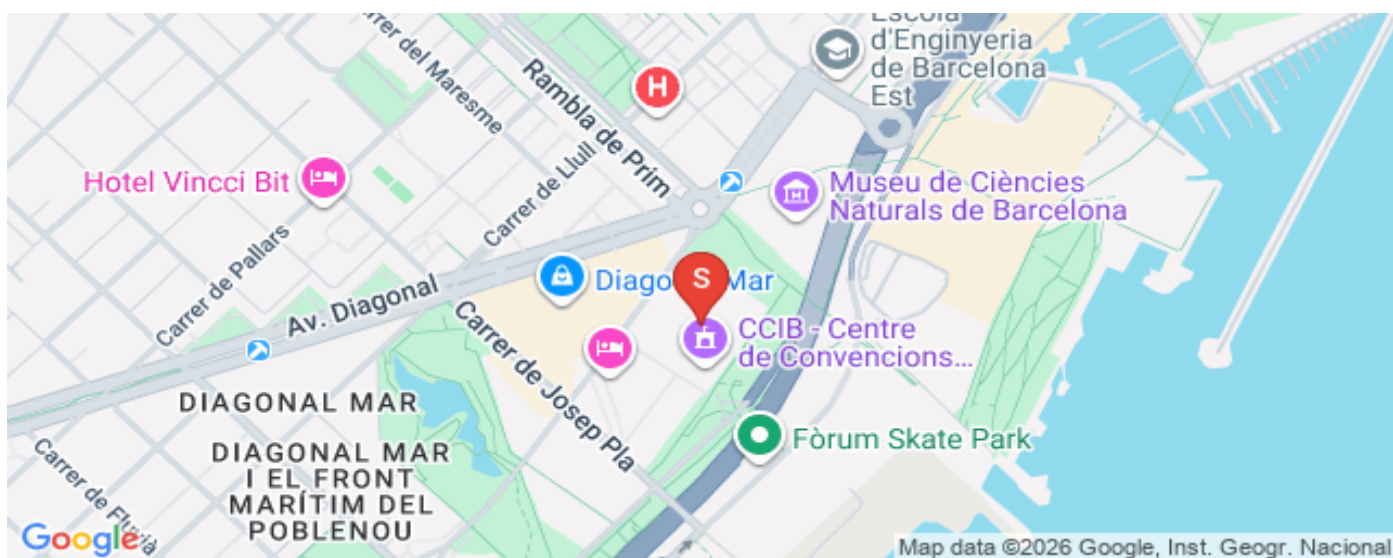 Escola
d'Enginyeria
de Barcelona
Est
Carrer del Maresme
Rambla de Prim
H
Hotel Vincci Bit
Carrer de Llull
Museu de Ciències
Naturals de Barcelona
Carrer de Pallars
Av. Diagonal
Diagonal Mar
S
CCIB - Centre
de Convencions...
Carrer de Josep Pla
DIAGONAL MAR
DIAGONAL MAR
I EL FRONT
MARÍTIM DEL
POBLENOU
Fòrum Skate Park
Carrer de Fluvià
Google
Map data ©2026 Google, Inst. Geogr. Nacional